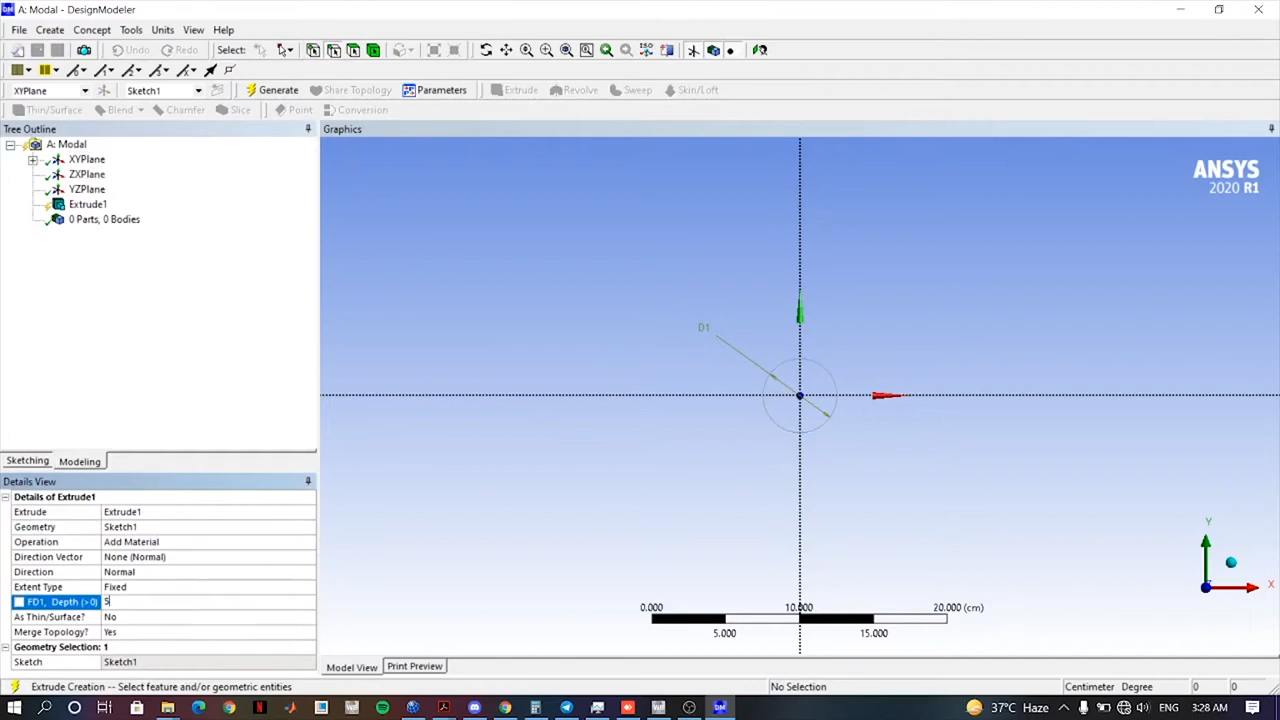 A: Modal - DesignModeler
File Create Concept Tools Units View Help
Undo Redo Select:
XYPlane Sketch1 Generate Share Topology Parameters Extrude Revolve Sweep Skin/Loft
Thin/Surface Blend Chamfer Slice Point Conversion
Tree Outline
A: Modal
XYPlane
ZXPlane
YZPlane
Extrude1
0 Parts, 0 Bodies
Sketching Modeling
Details View
Details of Extrude1
Extrude Extrude1
Geometry Sketch1
Operation Add Material
Direction Vector None (Normal)
Direction Normal
Extent Type Fixed
FD1, Depth (>0) 5
As Thin/Surface? No
Merge Topology? Yes
Geometry Selection: 1
Sketch Sketch1
Graphics
ANSYS
2020 R1
D1
Y
X
0.000 10.000 20.000 (cm)
5.000 15.000
Model View Print Preview
Extrude Creation -- Select feature and/or geometric entities No Selection Centimeter Degree 0 0
37°C Haze ENG 3:28 AM